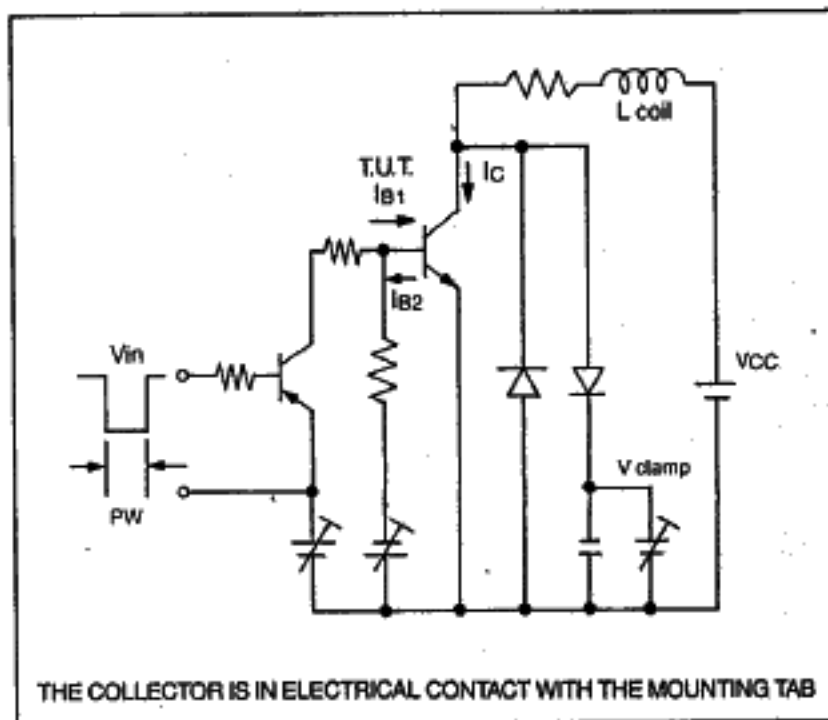 L coil
T.U.T.
IB1
IC
IB2
Vin
VCC
V clamp
PW
THE COLLECTOR IS IN ELECTRICAL CONTACT WITH THE MOUNTING TAB